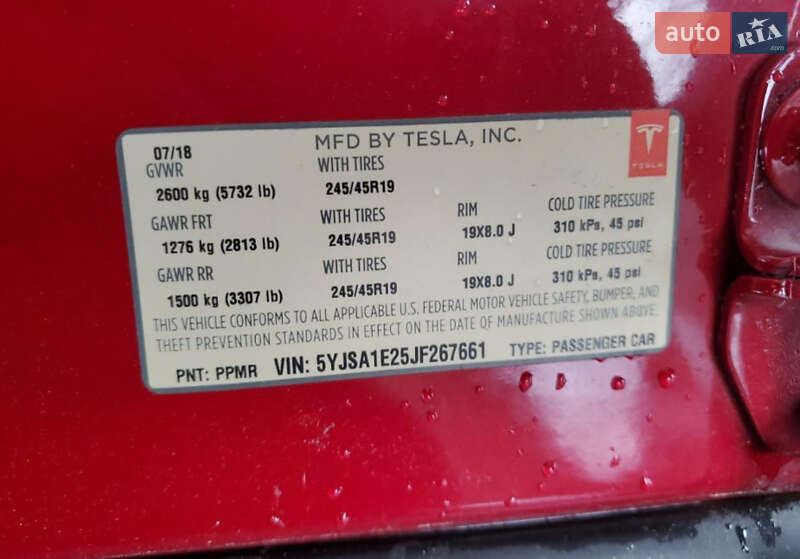 auto RIA .com
MFD BY TESLA, INC.
TESLA
07/18
GVWR WITH TIRES
2600 kg (5732 lb) 245/45R19
GAWR FRT WITH TIRES RIM COLD TIRE PRESSURE
1276 kg (2813 lb) 245/45R19 19X8.0 J 310 kPs, 45 psi
GAWR RR WITH TIRES RIM COLD TIRE PRESSURE
1500 kg (3307 lb) 245/45R19 19X8.0 J 310 kPs, 45 psi
THIS VEHICLE CONFORMS TO ALL APPLICABLE U.S. FEDERAL MOTOR VEHICLE SAFETY, BUMPER, AND
THEFT PREVENTION STANDARDS IN EFFECT ON THE DATE OF MANUFACTURE SHOWN ABOVE.
PNT: PPMR VIN: 5YJSA1E25JF267661 TYPE: PASSENGER CAR